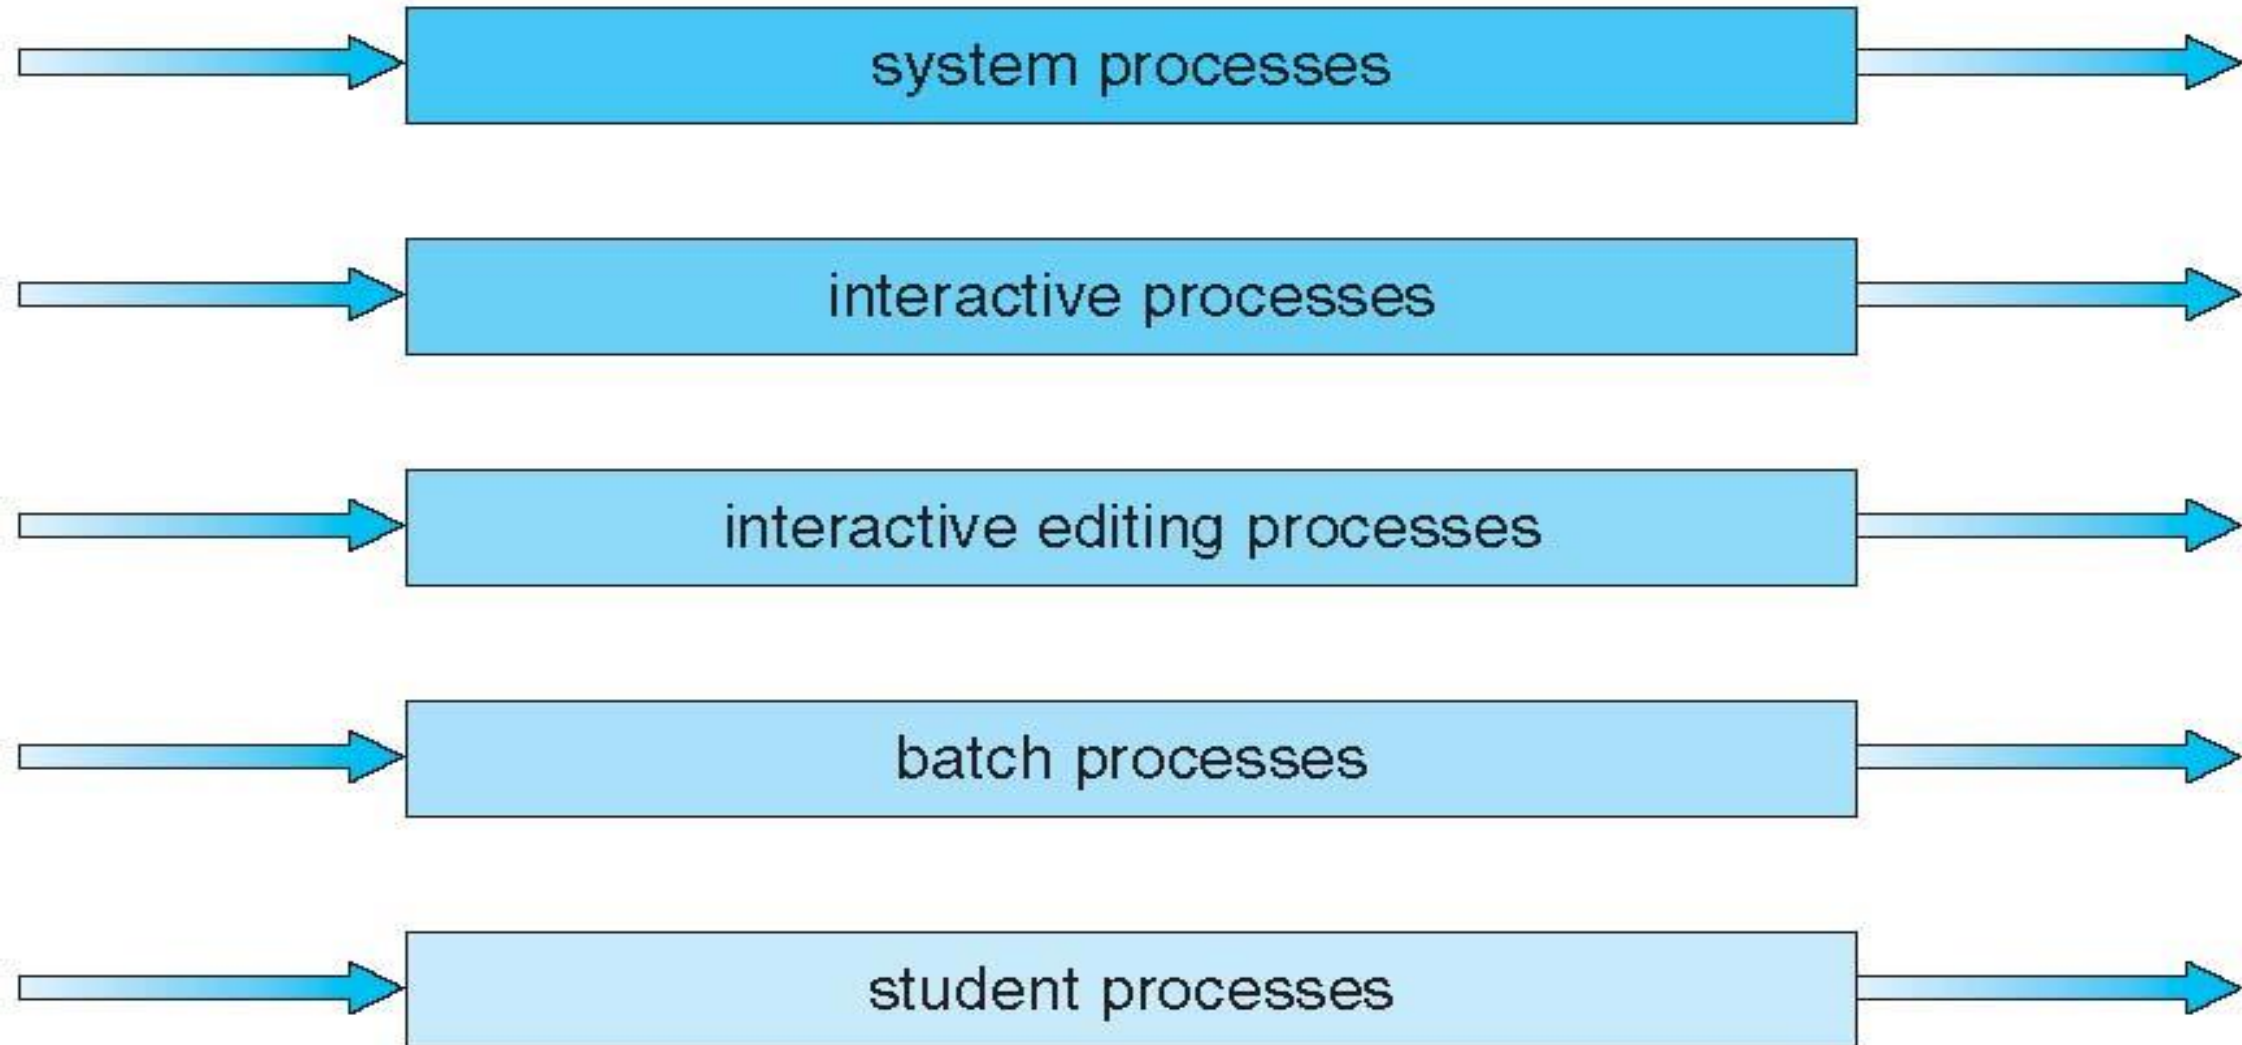 system processes
interactive processes
interactive editing processes
batch processes
student processes